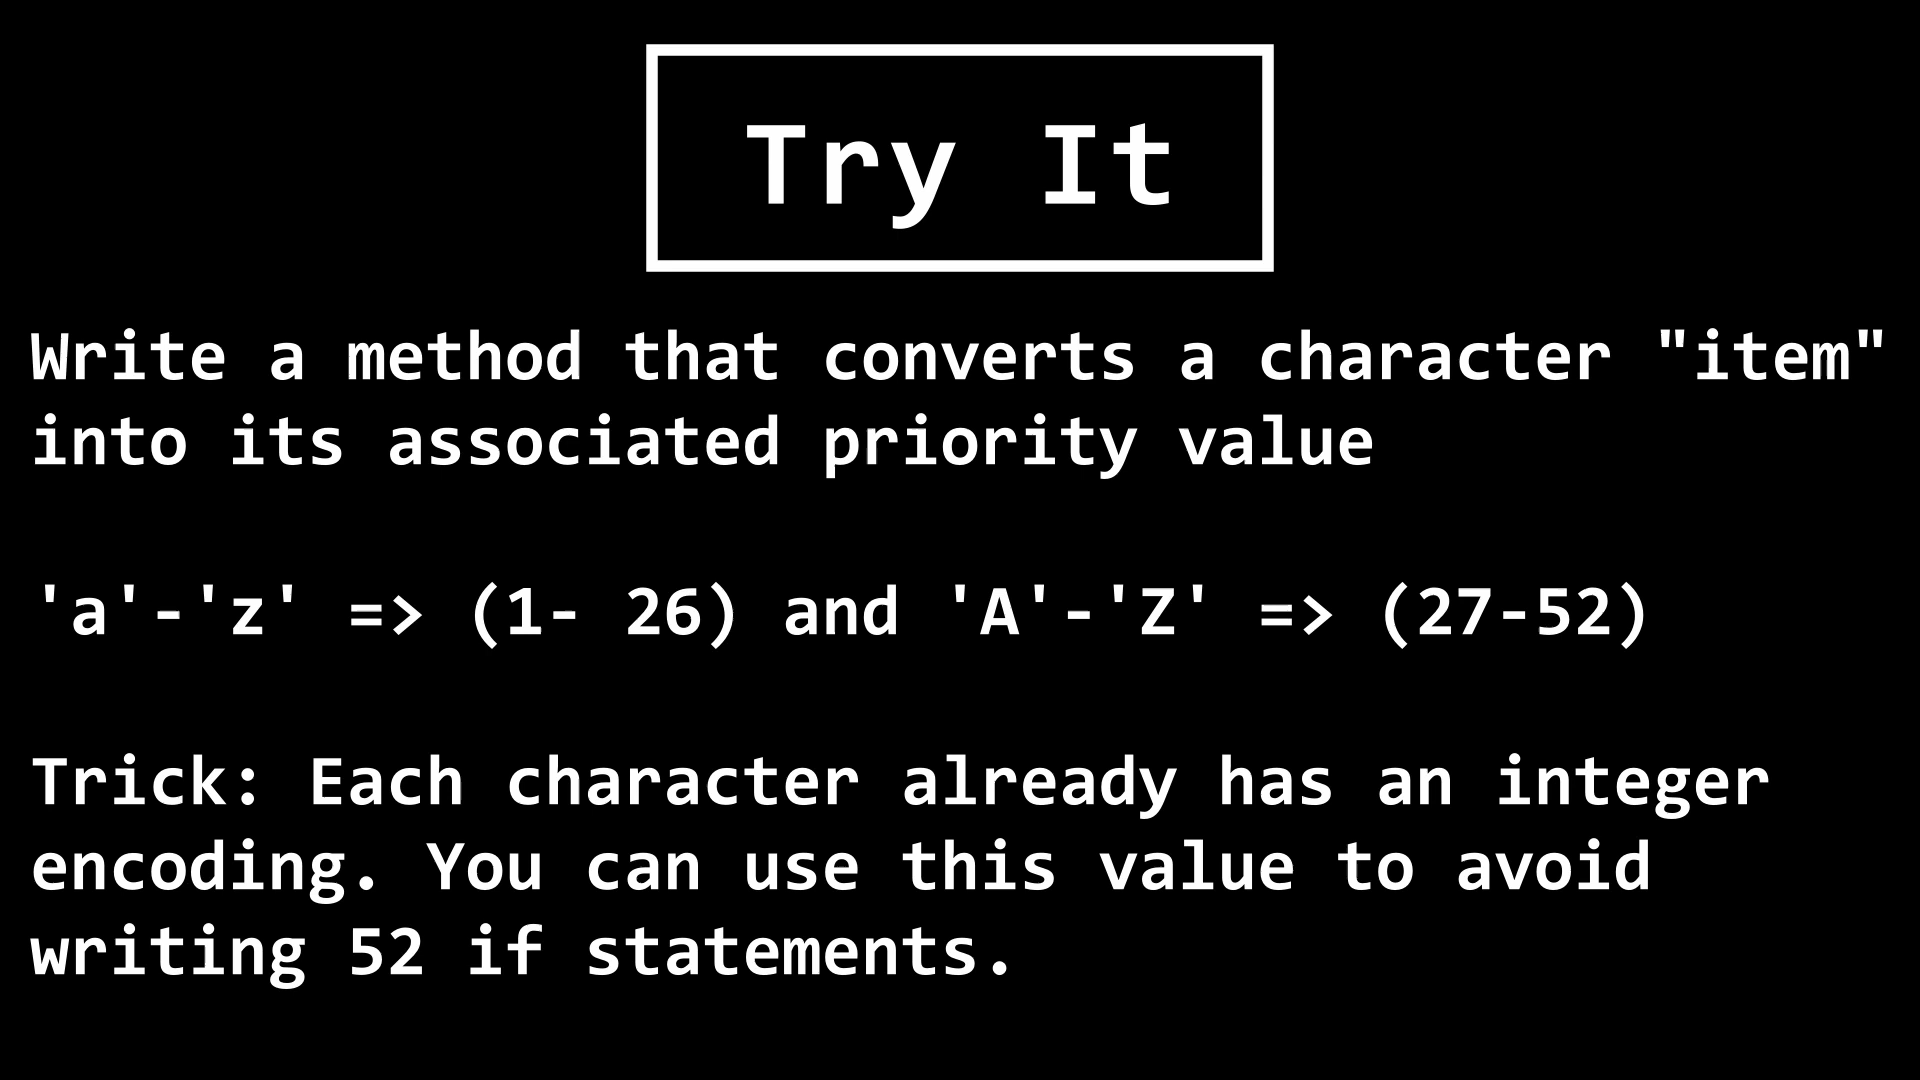 Try It
Write a method that converts a character "item"
into its associated priority value
'a'-'z' => (1- 26) and 'A'-'Z' => (27-52)
Trick: Each character already has an integer
encoding. You can use this value to avoid
writing 52 if statements.